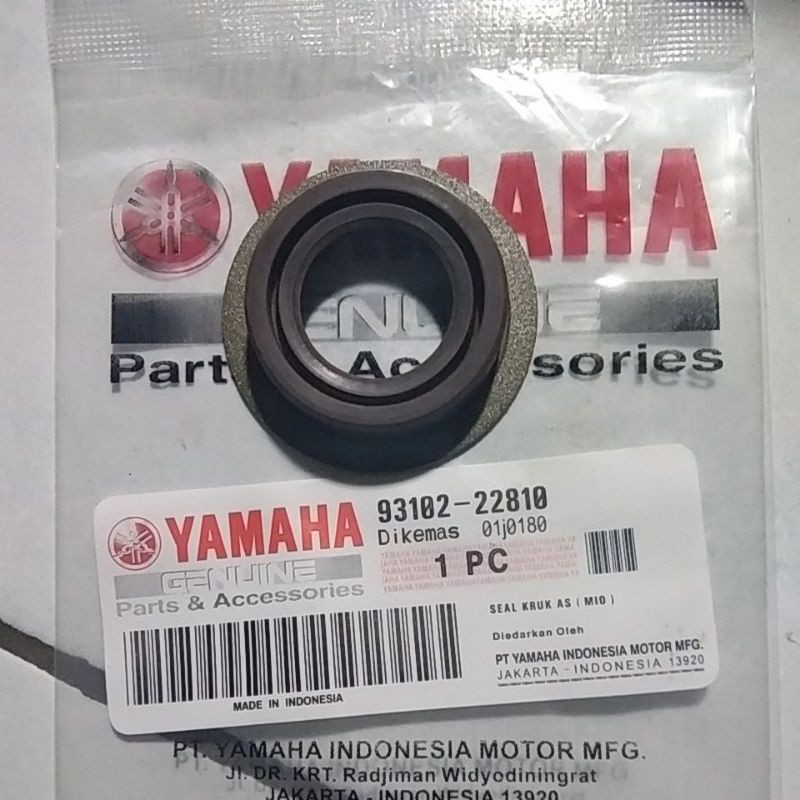 YAMAHA
GENUINE
Parts & Accessories
YAMAHA
GENUINE
Parts & Accessories
93102-22810
Dikemas 01j0180
1 PC
SEAL KRUK AS ( MIO )
Diedarkan Oleh
PT YAMAHA INDONESIA MOTOR MFG.
JAKARTA - INDONESIA 13920
MADE IN INDONESIA
PT. YAMAHA INDONESIA MOTOR MFG.
Jl. DR. KRT. Radjiman Widyodiningrat
JAKARTA - INDONESIA 13920